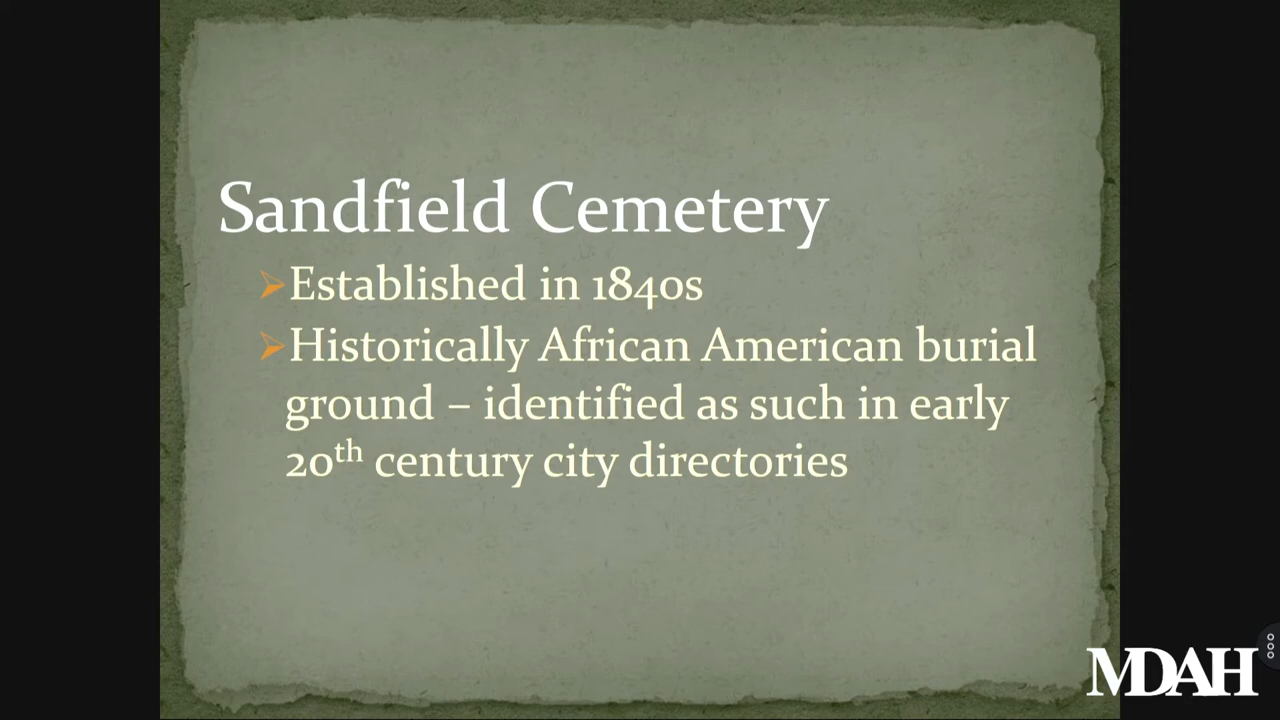 Sandfield Cemetery
➢Established in 1840s
➢Historically African American burial
ground – identified as such in early
20th century city directories
MDAH